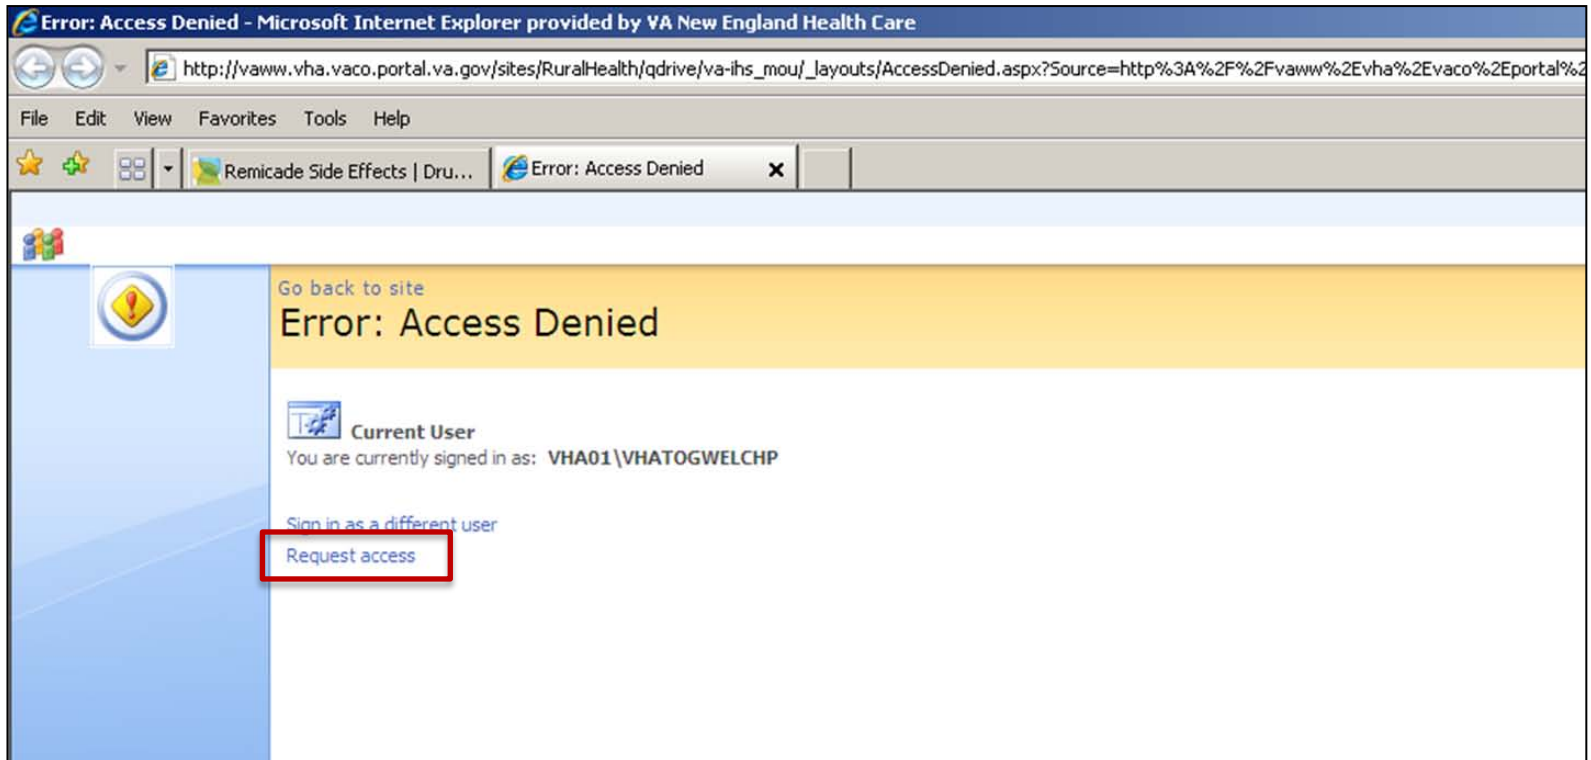 Error: Access Denied - Microsoft Internet Explorer provided by VA New England Health Care
http://vaww.vha.vaco.portal.va.gov/sites/RuralHealth/qdrive/va-ihs_mou/_layouts/AccessDenied.aspx?Source=http%3A%2F%2Fvaww%2Evha%2Evaco%2Eportal%2
File Edit View Favorites Tools Help
Remicade Side Effects | Dru... Error: Access Denied
Go back to site
Error: Access Denied
Current User
You are currently signed in as: VHA01\VHATOGWELCHP
Sign in as a different user
Request access